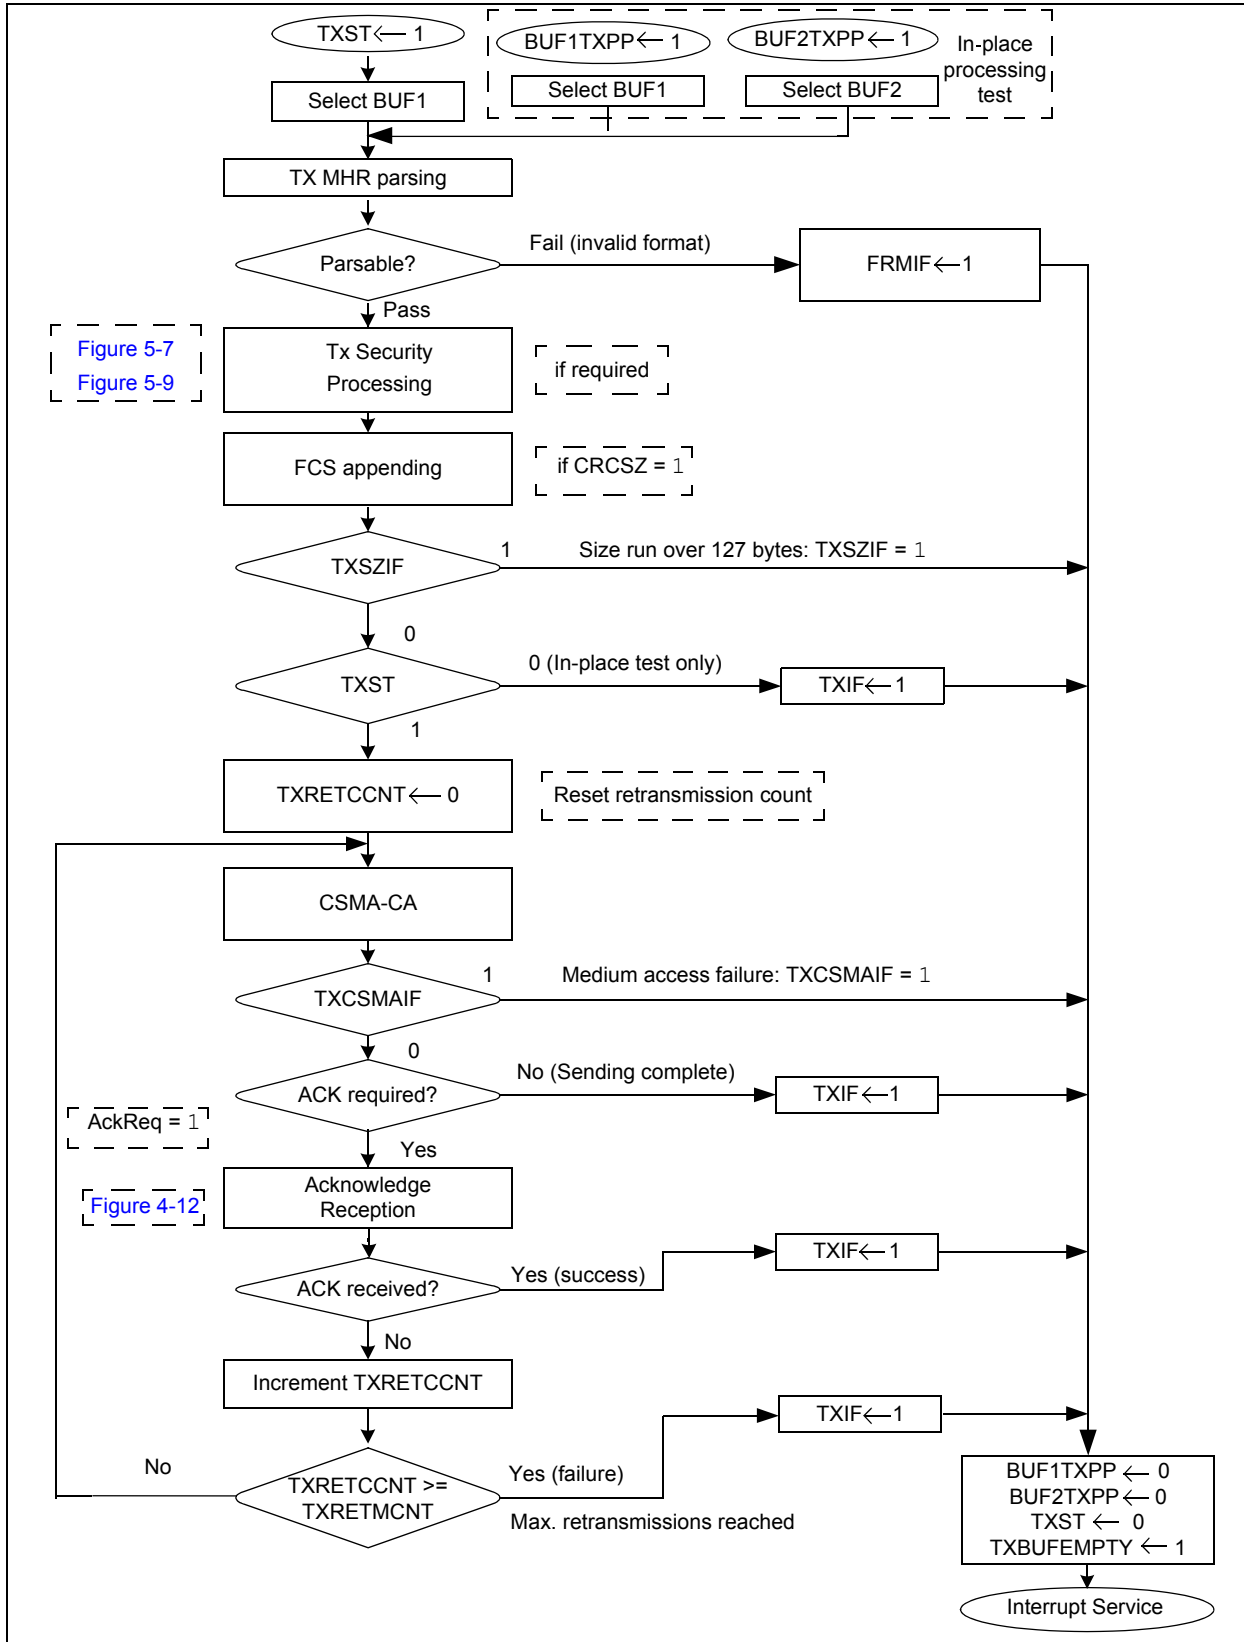 TXST ← 1
BUF1TXPP ← 1
BUF2TXPP ← 1
In-place
processing
test
Select BUF1
Select BUF1
Select BUF2
TX MHR parsing
Parsable?
Fail (invalid format)
FRMIF ← 1
Pass
Figure 5-7
Figure 5-9
Tx Security
Processing
if required
FCS appending
if CRCSZ = 1
TXSZIF
1
Size run over 127 bytes: TXSZIF = 1
0
TXST
0 (In-place test only)
TXIF ← 1
1
TXRETCCNT ← 0
Reset retransmission count
CSMA-CA
TXCSMAIF
1
Medium access failure: TXCSMAIF = 1
0
ACK required?
No (Sending complete)
TXIF ← 1
AckReq = 1
Yes
Figure 4-12
Acknowledge
Reception
ACK received?
Yes (success)
TXIF ← 1
No
Increment TXRETCCNT
TXRETCCNT >=
TXRETMCNT
No
Yes (failure)
Max. retransmissions reached
TXIF ← 1
BUF1TXPP ← 0
BUF2TXPP ← 0
TXST ← 0
TXBUFEMPTY ← 1
Interrupt Service